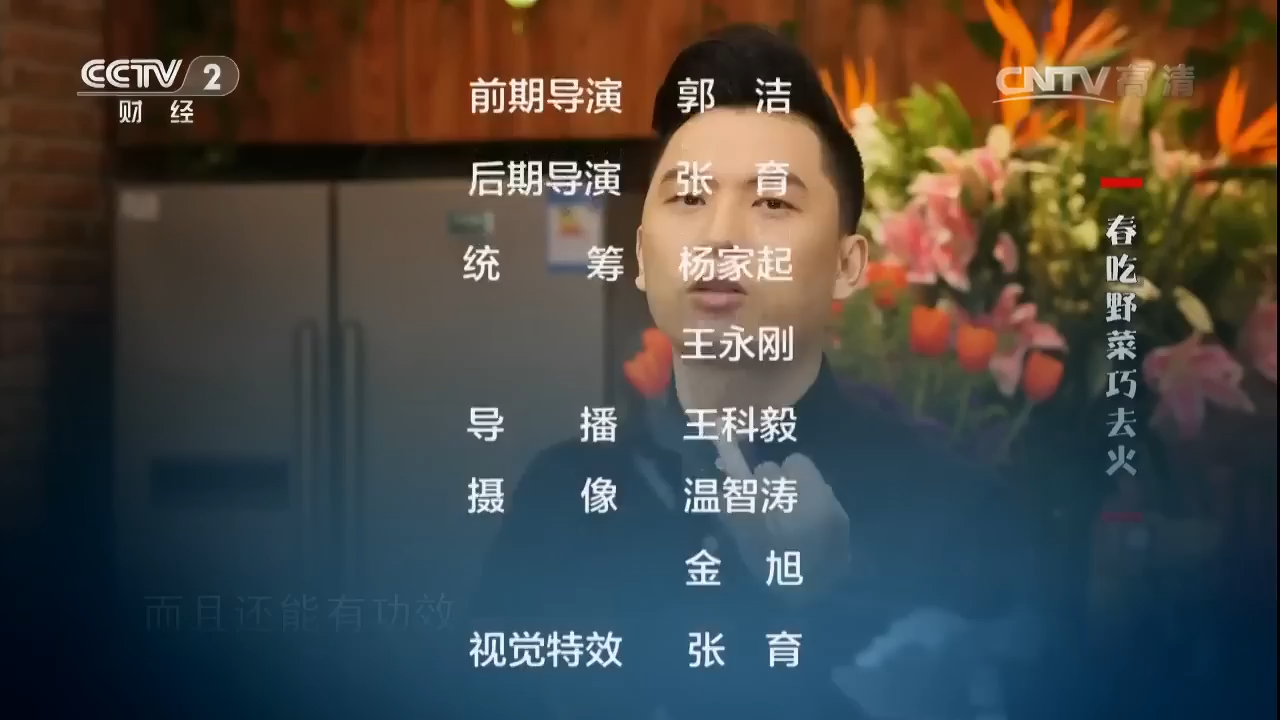 CCTV 2
财 经
CNTV高清
前期导演 郭 洁
后期导演 张 育
统 筹 杨家起
王永刚
导 播 王科毅
摄 像 温智涛
金 旭
视觉特效 张 育
春吃野菜巧去火
而且还能有功效